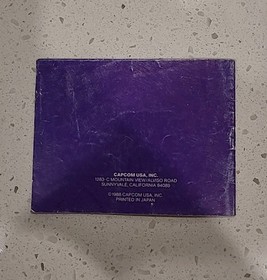 CAPCOM USA, INC.
1283-C MOUNTAIN VIEW/ALVISO ROAD
SUNNYVALE, CALIFORNIA 94089
© 1988 CAPCOM USA, INC.
PRINTED IN JAPAN